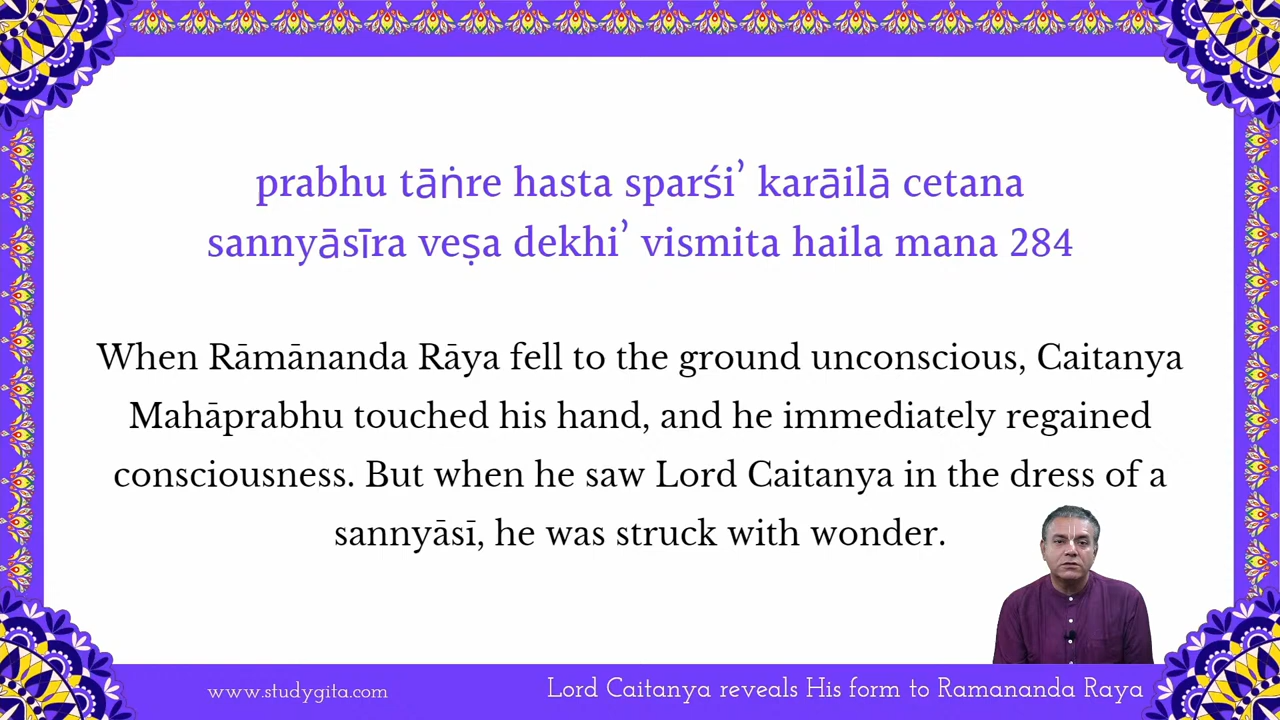 prabhu tāṅre hasta sparśi’ karāilā cetana
sannyāsīra veṣa dekhi’ vismita haila mana 284
When Rāmānanda Rāya fell to the ground unconscious, Caitanya
Mahāprabhu touched his hand, and he immediately regained
consciousness. But when he saw Lord Caitanya in the dress of a
sannyāsī, he was struck with wonder.
www.studygita.com
Lord Caitanya reveals His form to Ramananda Raya